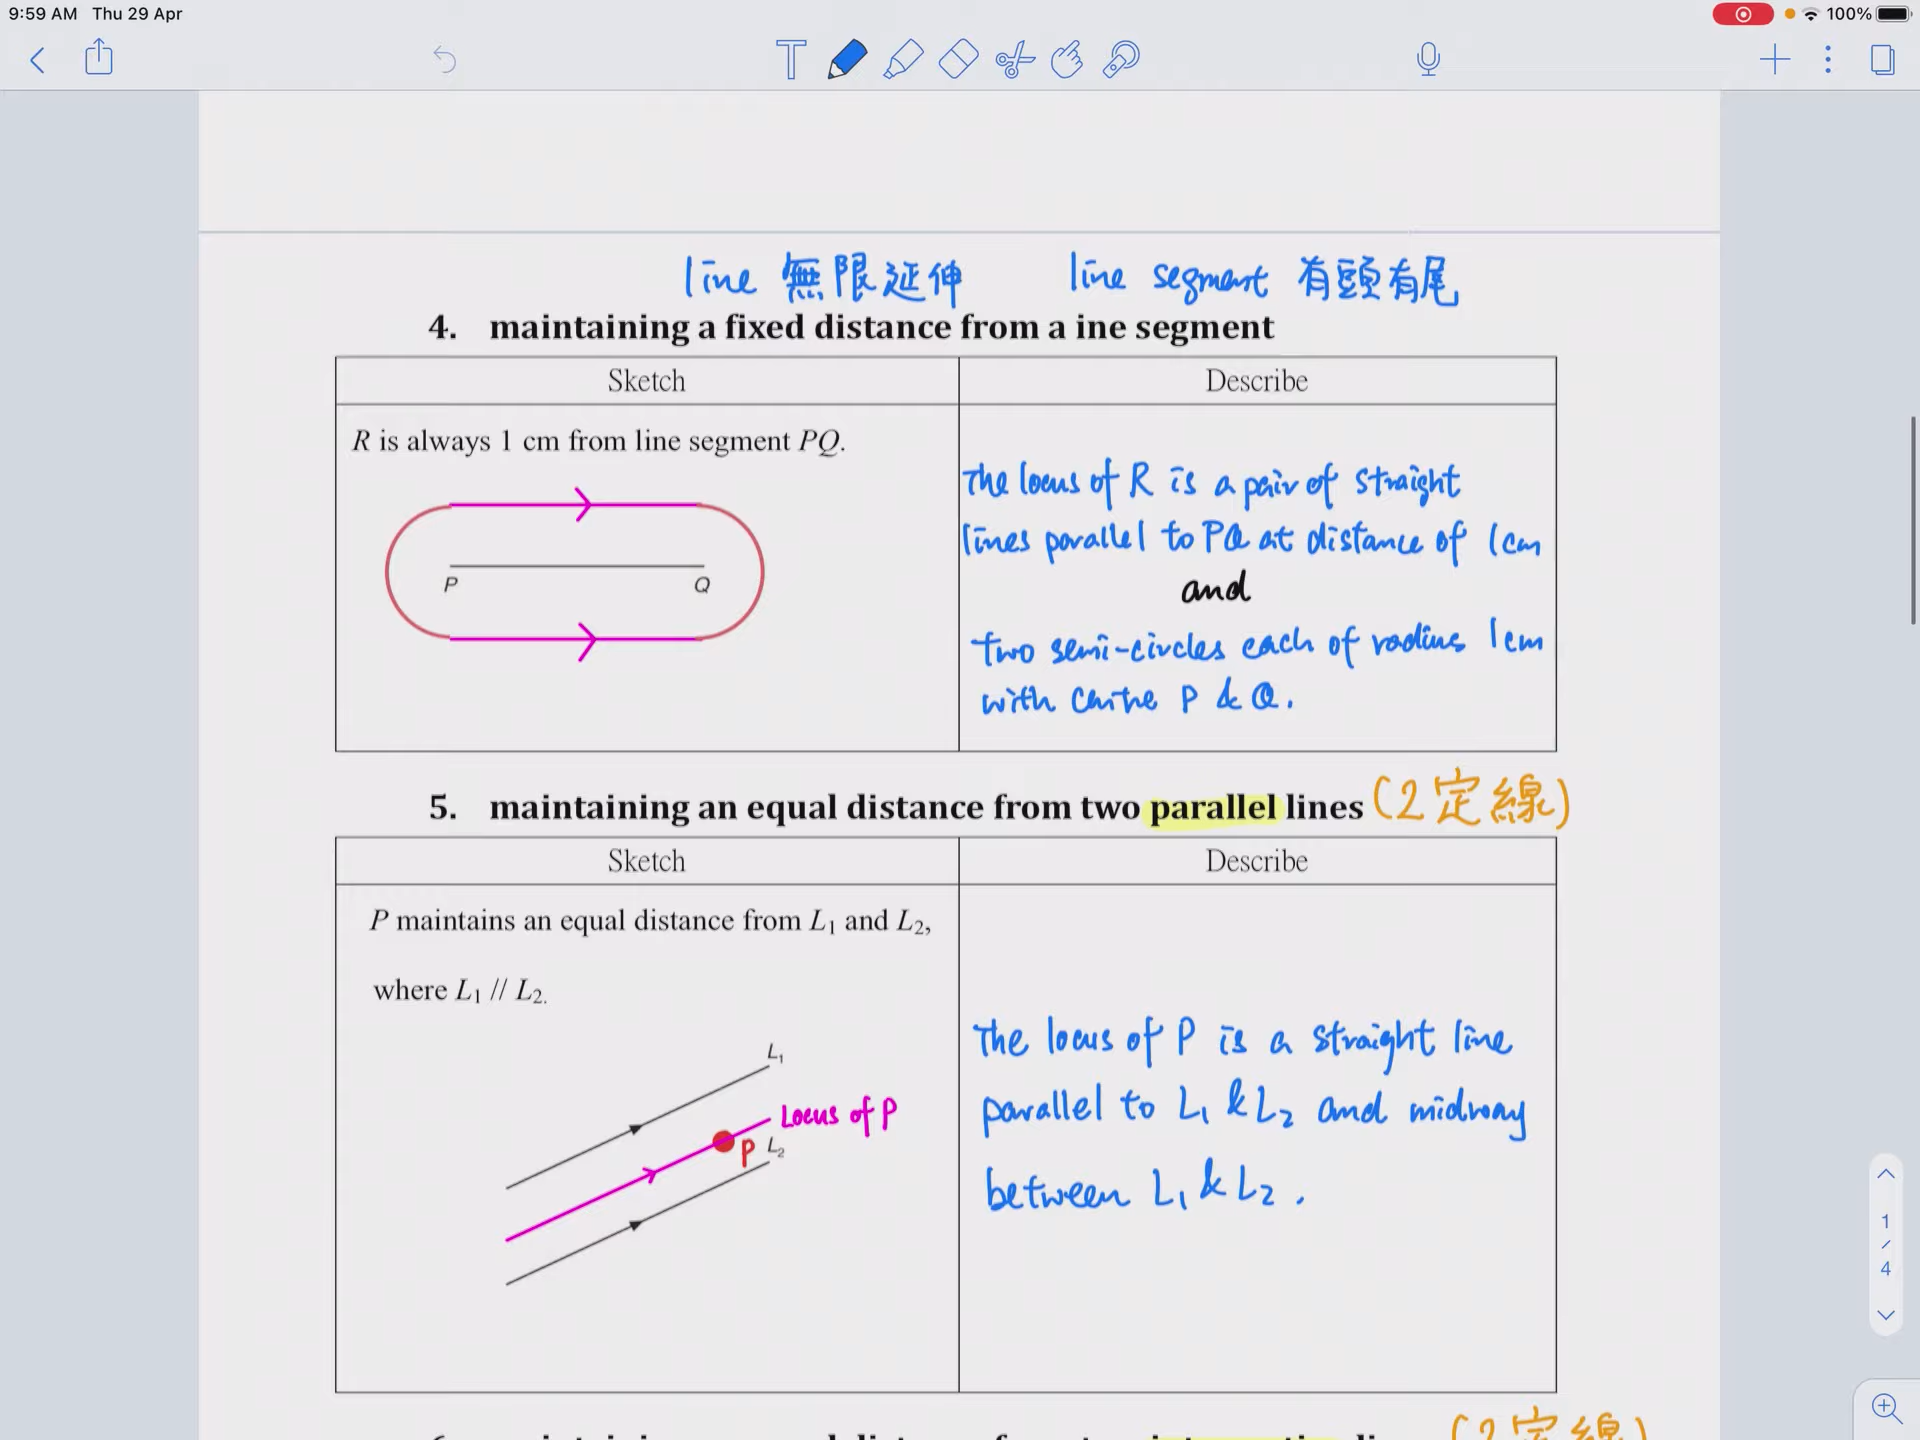 9:59 AM Thu 29 Apr
100%
line 無限延伸 line segment 有頭有尾
4. maintaining a fixed distance from a ine segment
Sketch Describe
R is always 1 cm from line segment PQ.
P Q
The locus of R is a pair of straight
lines parallel to PQ at distance of 1cm
and
two semi-circles each of radius 1cm
with centre P & Q.
5. maintaining an equal distance from two parallel lines (2定線)
Sketch Describe
P maintains an equal distance from L1 and L2,
where L1 // L2.
L1
Locus of P
P L2
The locus of P is a straight line
parallel to L1 & L2 and midway
between L1 & L2.
1
/
4
(2定線)